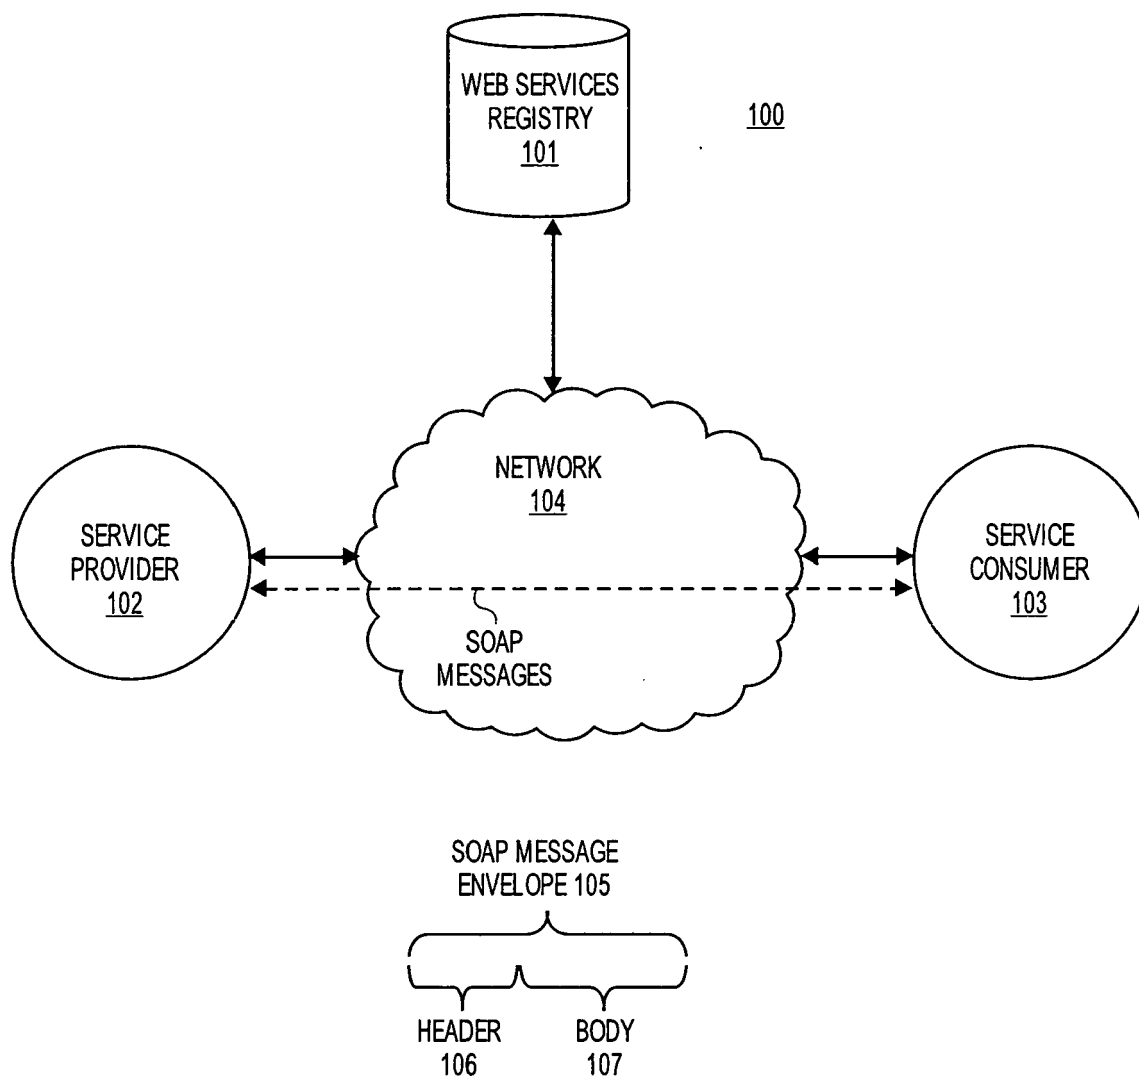 WEB SERVICES
REGISTRY
101
100
NETWORK
104
SERVICE
PROVIDER
102
SERVICE
CONSUMER
103
SOAP
MESSAGES
SOAP MESSAGE
ENVELOPE 105
HEADER
106
BODY
107